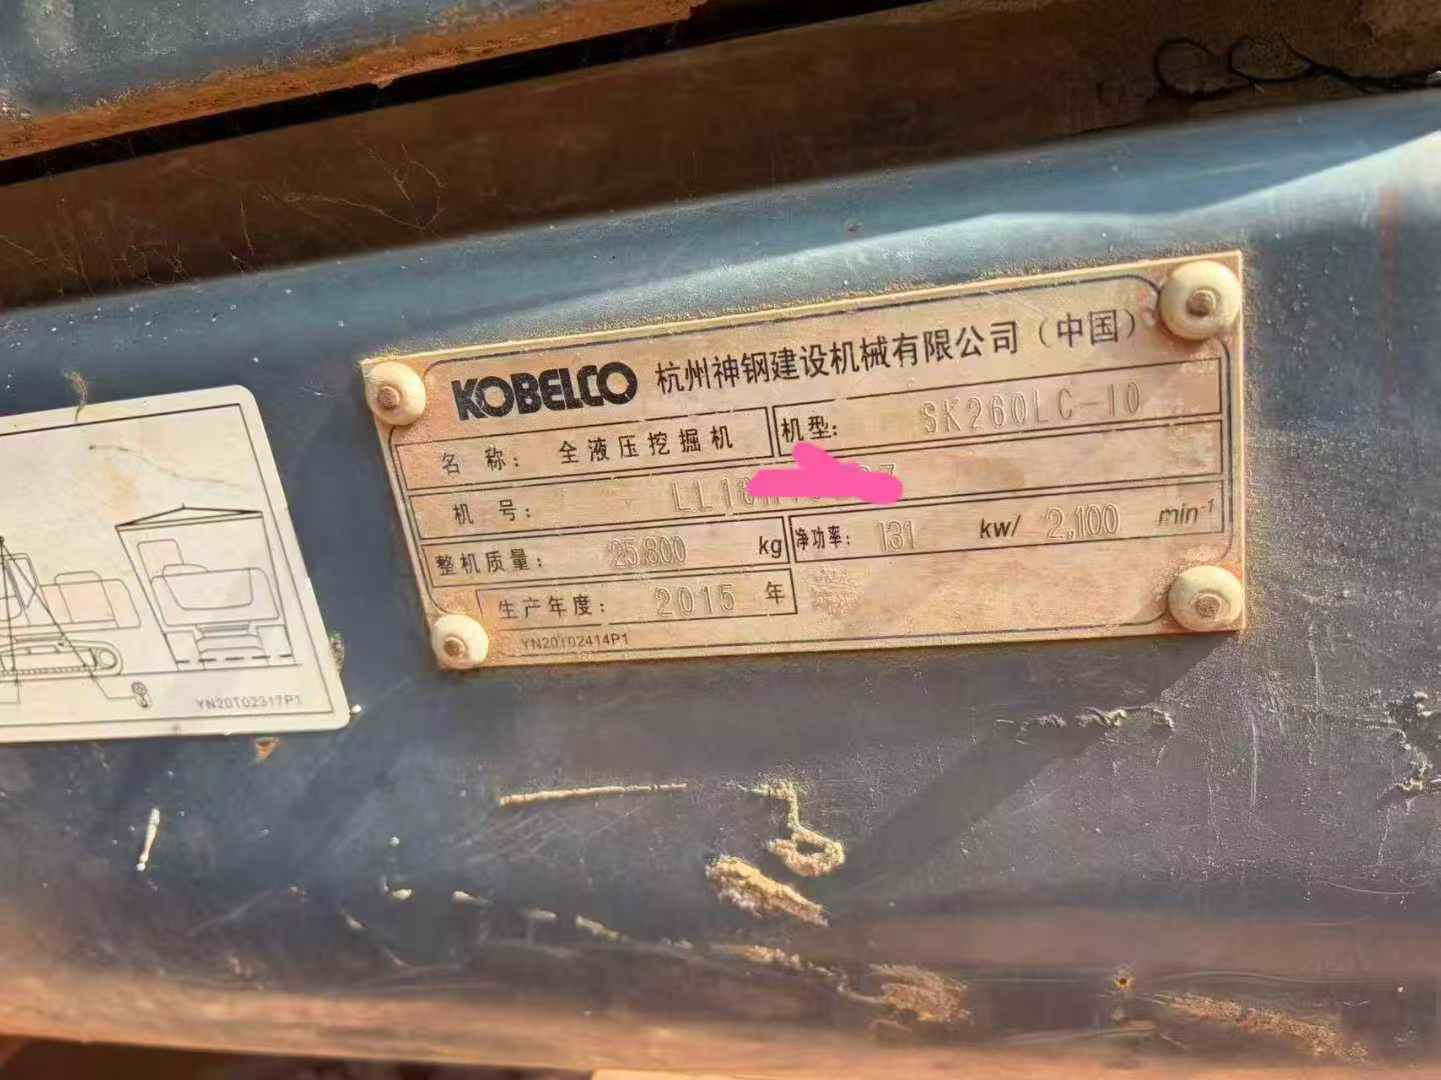 KOBELCO 杭州神钢建设机械有限公司（中国）
名 称： 全液压挖掘机 机型： SK260LC-10
机 号：
整机质量： 25,800 kg 净功率： 131 kw/ 2,100 min⁻¹
生产年度： 2015 年
YN20T02414P1
YN20T02317P1